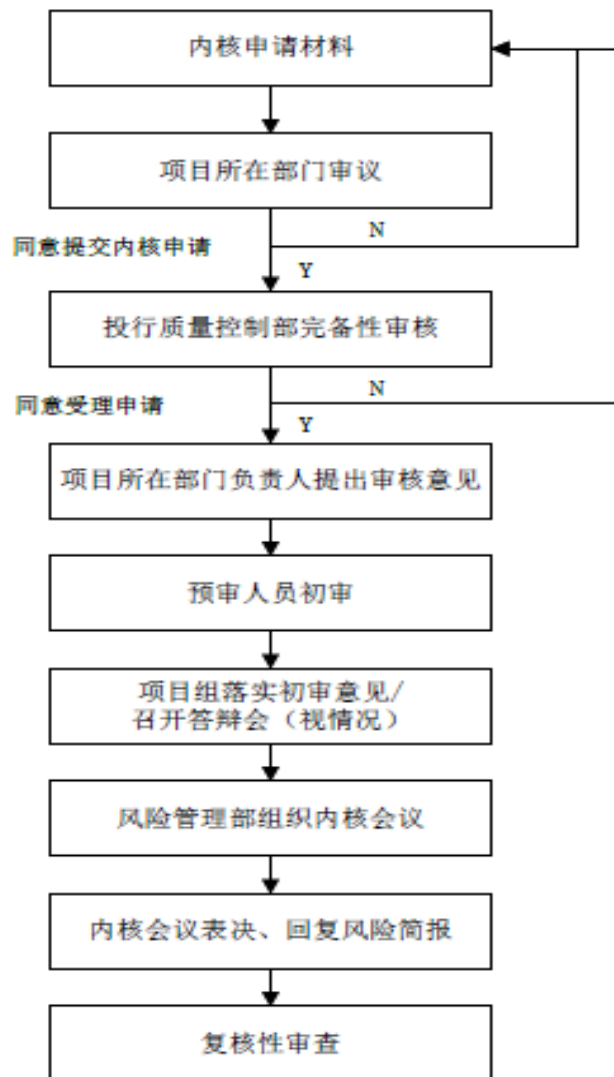 内核申请材料
项目所在部门审议
N
同意提交内核申请
Y
投行质量控制部完备性审核
N
同意受理申请
Y
项目所在部门负责人提出审核意见
预审人员初审
项目组落实初审意见/
召开答辩会（视情况）
风险管理部组织内核会议
内核会议表决、回复风险简报
复核性审查